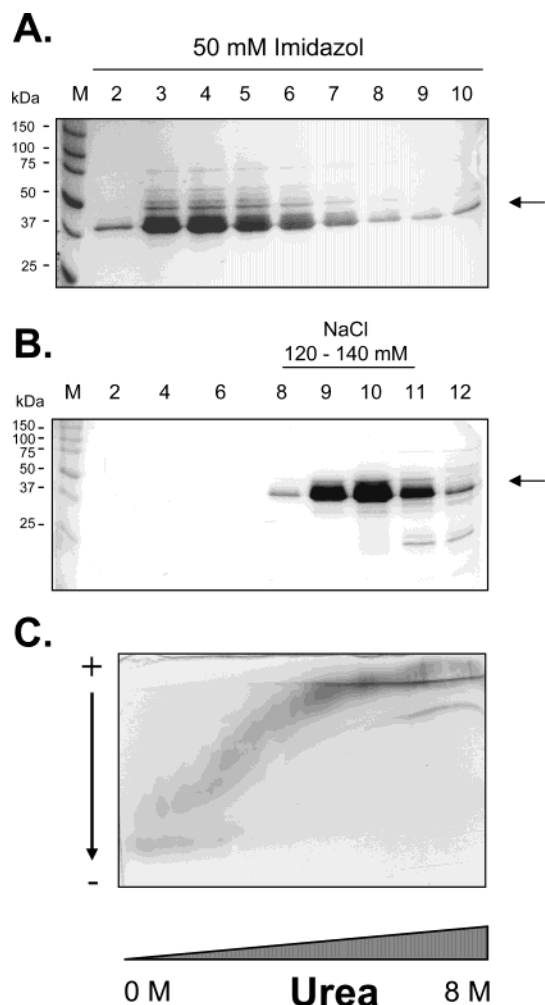 A.
50 mM Imidazol
kDa M 2 3 4 5 6 7 8 9 10
150 -
100 -
75 -
50 -
37 -
25 -
B.
NaCl
120 - 140 mM
kDa M 2 4 6 8 9 10 11 12
150 -
100 -
75 -
50 -
37 -
25 -
C.
+
-
0 M Urea 8 M